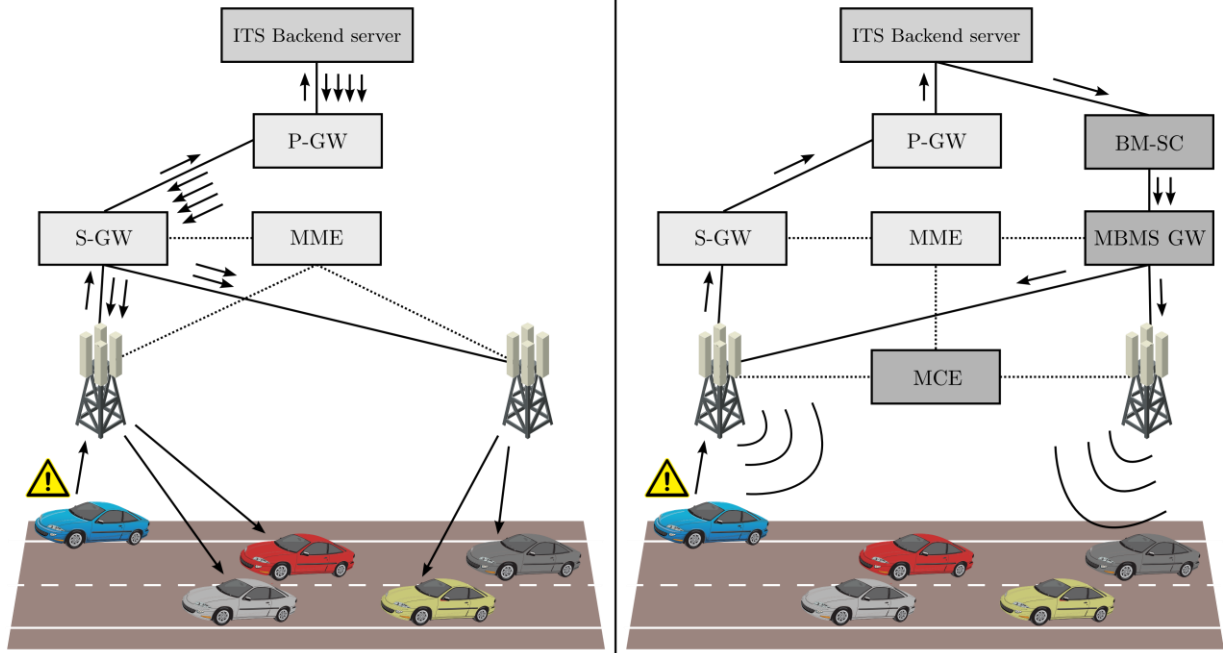 ITS Backend server
P-GW
S-GW
MME
!
ITS Backend server
P-GW
BM-SC
S-GW
MME
MBMS GW
MCE
!